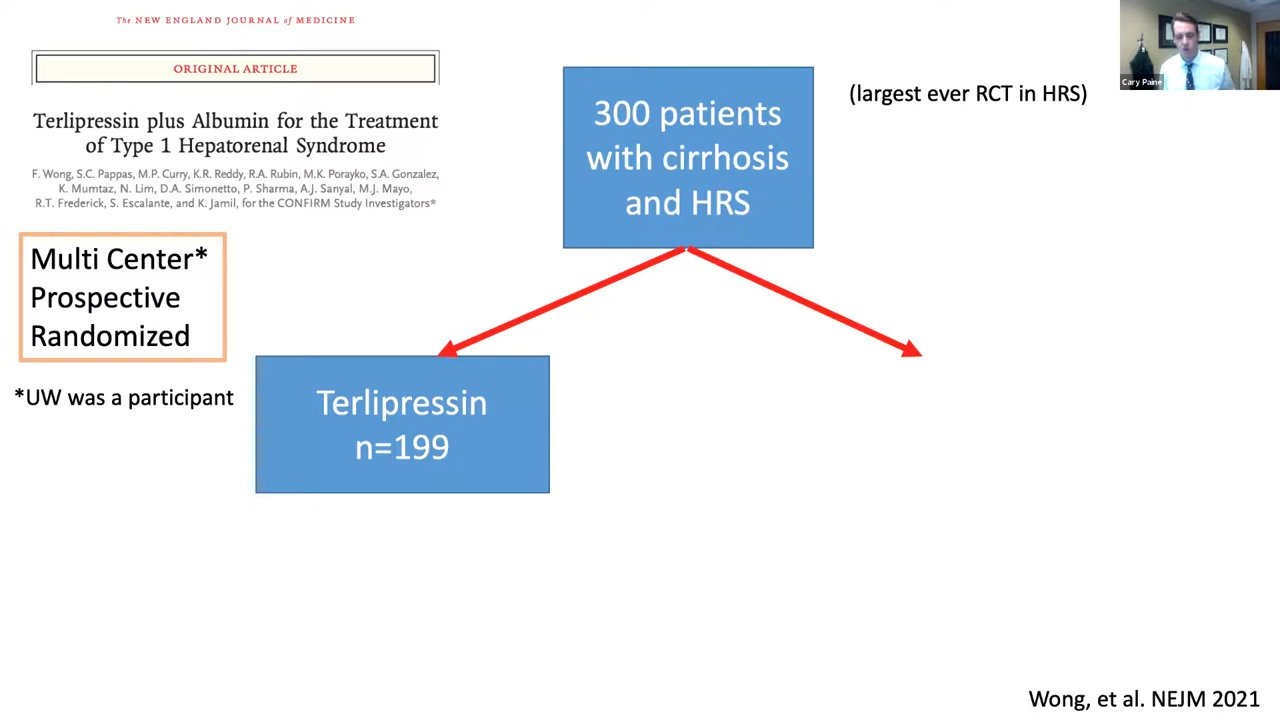 The NEW ENGLAND JOURNAL of MEDICINE
ORIGINAL ARTICLE
Terlipressin plus Albumin for the Treatment
of Type 1 Hepatorenal Syndrome
F. Wong, S.C. Pappas, M.P. Curry, K.R. Reddy, R.A. Rubin, M.K. Porayko, S.A. Gonzalez,
K. Mumtaz, N. Lim, D.A. Simonetto, P. Sharma, A.J. Sanyal, M.J. Mayo,
R.T. Frederick, S. Escalante, and K. Jamil, for the CONFIRM Study Investigators*
300 patients
with cirrhosis
and HRS
(largest ever RCT in HRS)
Cary Paine
Multi Center*
Prospective
Randomized
*UW was a participant
Terlipressin
n=199
Wong, et al. NEJM 2021